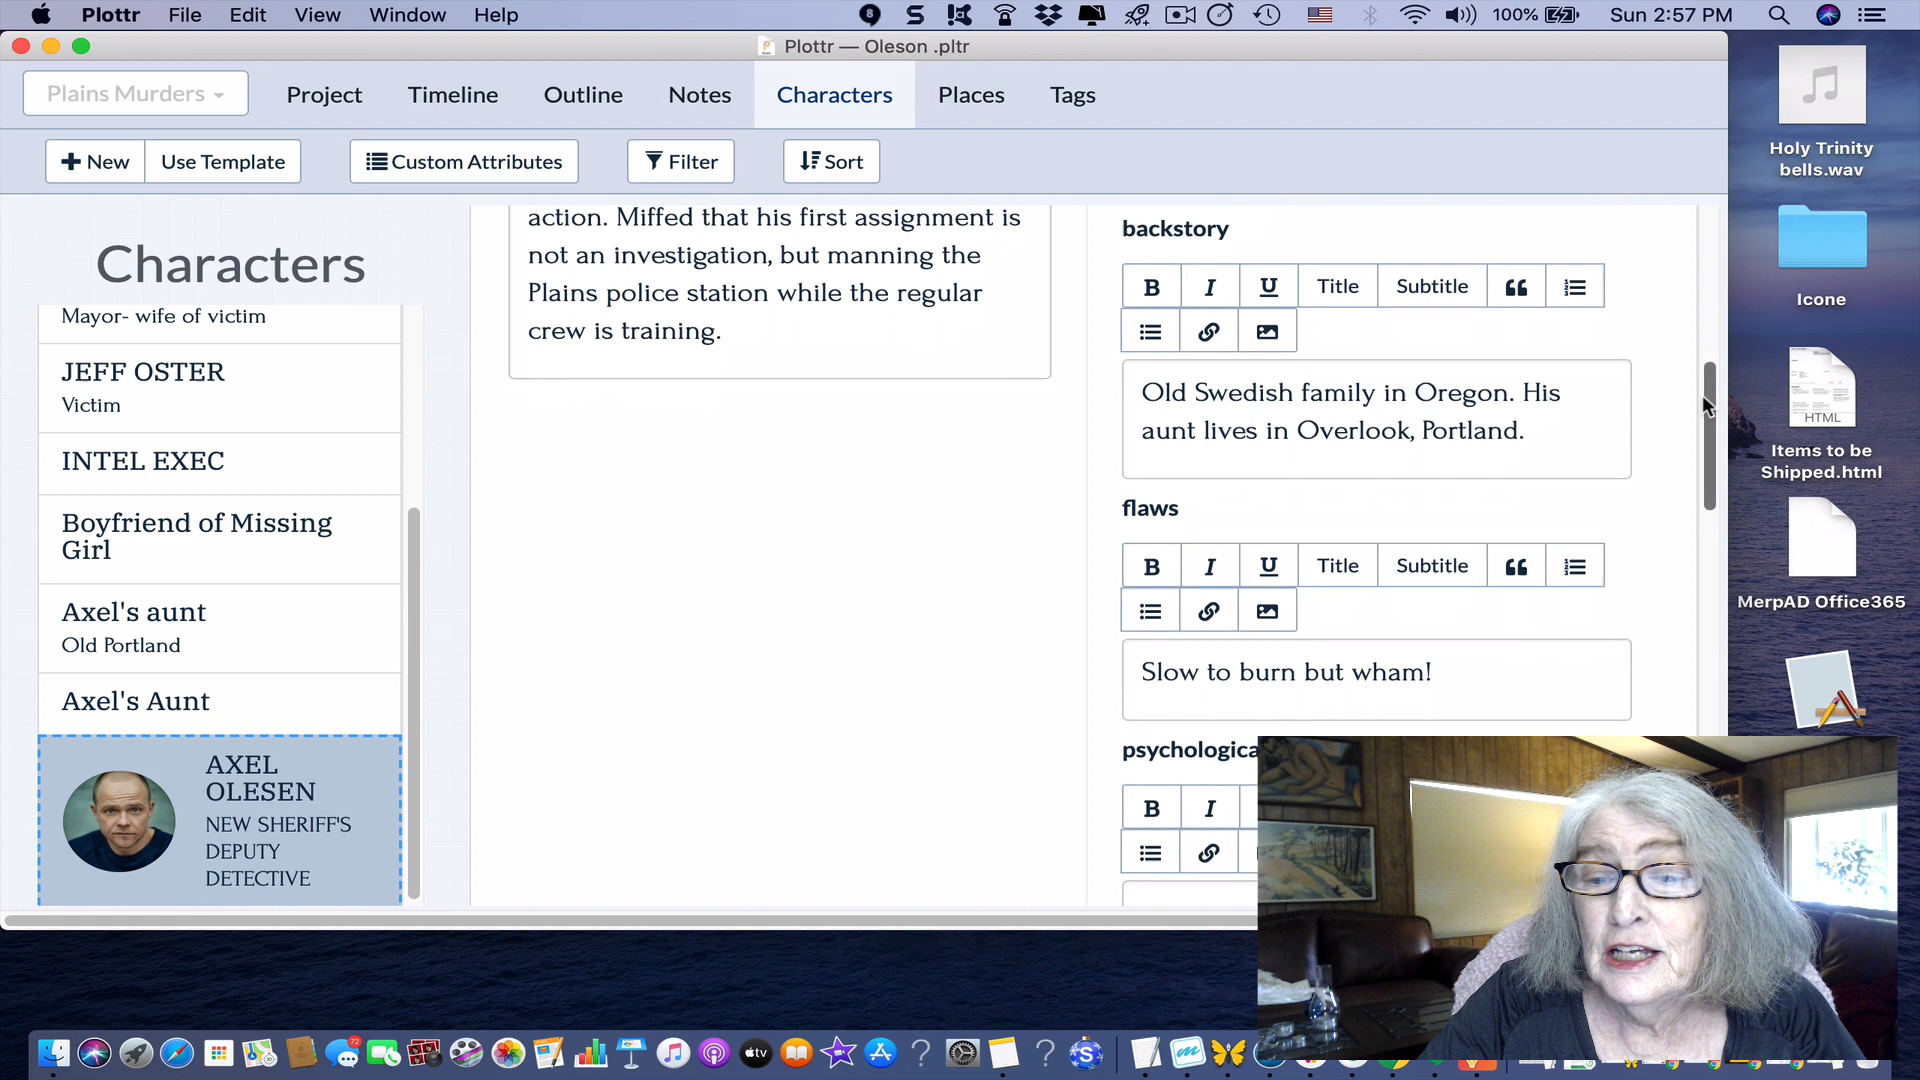 Plottr File Edit View Window Help
8 100% Sun 2:57 PM
Plottr — Oleson .pltr
Plains Murders Project Timeline Outline Notes Characters Places Tags
New Use Template Custom Attributes Filter Sort
Characters
Mayor- wife of victim
JEFF OSTER
Victim
INTEL EXEC
Boyfriend of Missing
Girl
Axel's aunt
Old Portland
Axel's Aunt
AXEL
OLESEN
NEW SHERIFF'S
DEPUTY
DETECTIVE
action. Miffed that his first assignment is
not an investigation, but manning the
Plains police station while the regular
crew is training.
backstory
B I U Title Subtitle
Old Swedish family in Oregon. His
aunt lives in Overlook, Portland.
flaws
B I U Title Subtitle
Slow to burn but wham!
psychologica
B I
Holy Trinity
bells.wav
Icone
HTML
Items to be
Shipped.html
MerpAD Office365
72
tv